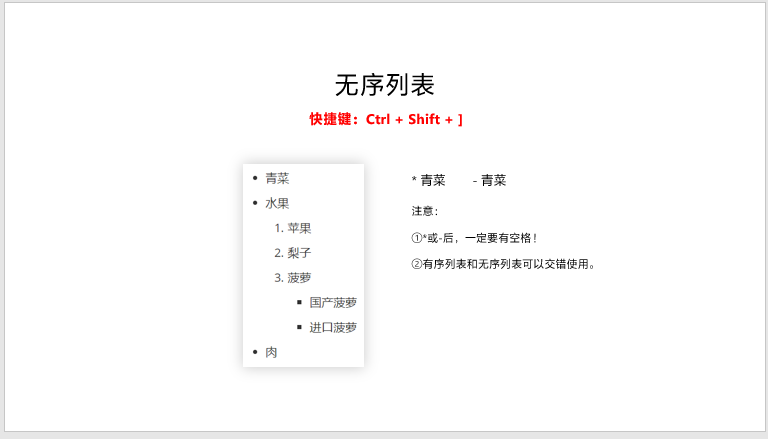 无序列表
快捷键：Ctrl + Shift + ]
• 青菜
• 水果
1. 苹果
2. 梨子
3. 菠萝
▪ 国产菠萝
▪ 进口菠萝
• 肉
* 青菜 - 青菜
注意：
①*或-后，一定要有空格！
②有序列表和无序列表可以交错使用。